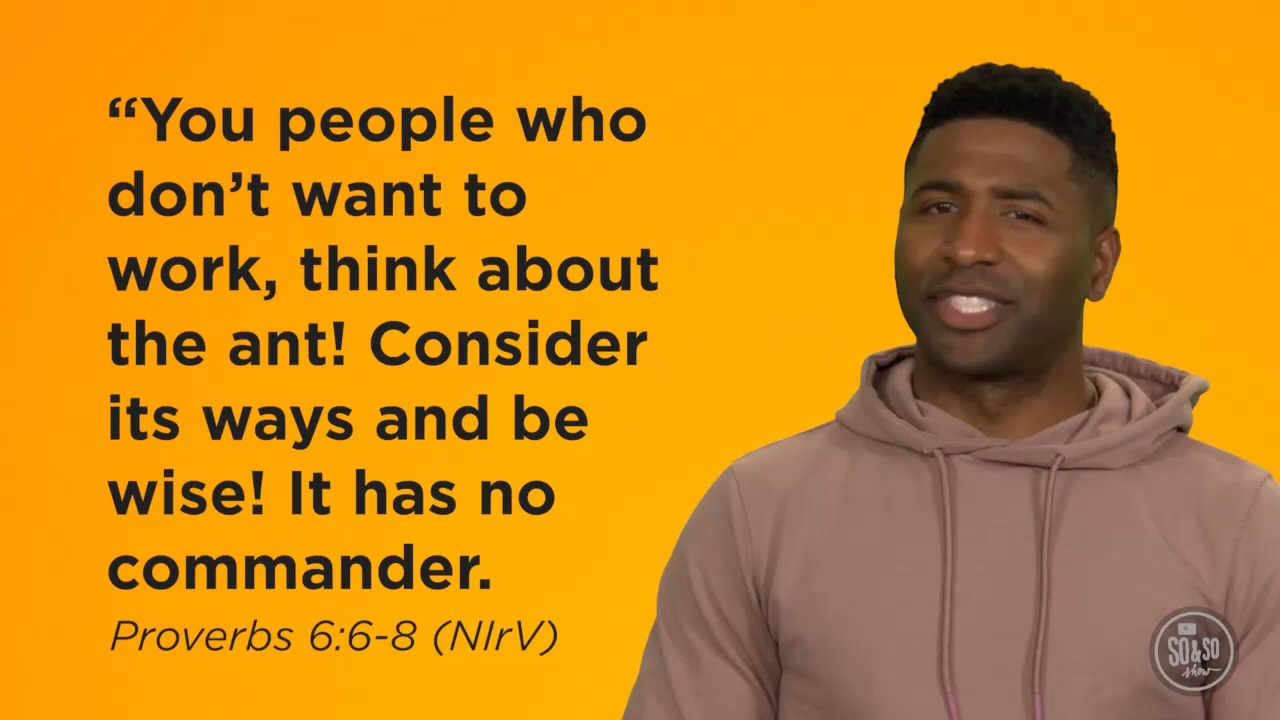 “You people who
don’t want to
work, think about
the ant! Consider
its ways and be
wise! It has no
commander.
Proverbs 6:6-8 (NIrV)
SO & SO
show